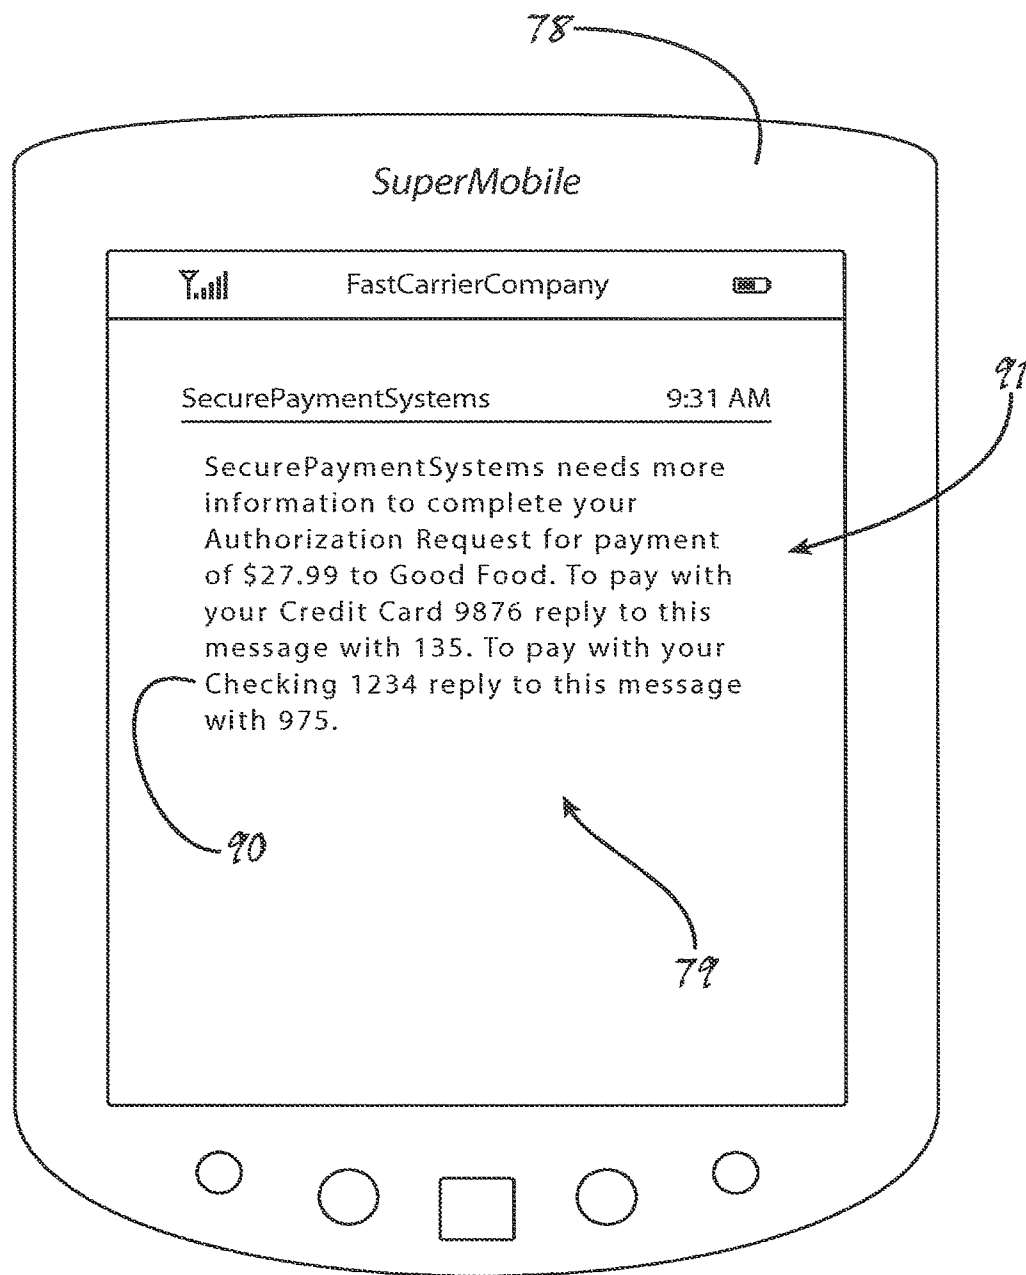 78
SuperMobile
FastCarrierCompany
SecurePaymentSystems 9:31 AM
91
SecurePaymentSystems needs more
information to complete your
Authorization Request for payment
of $27.99 to Good Food. To pay with
your Credit Card 9876 reply to this
message with 135. To pay with your
Checking 1234 reply to this message
with 975.
90
79